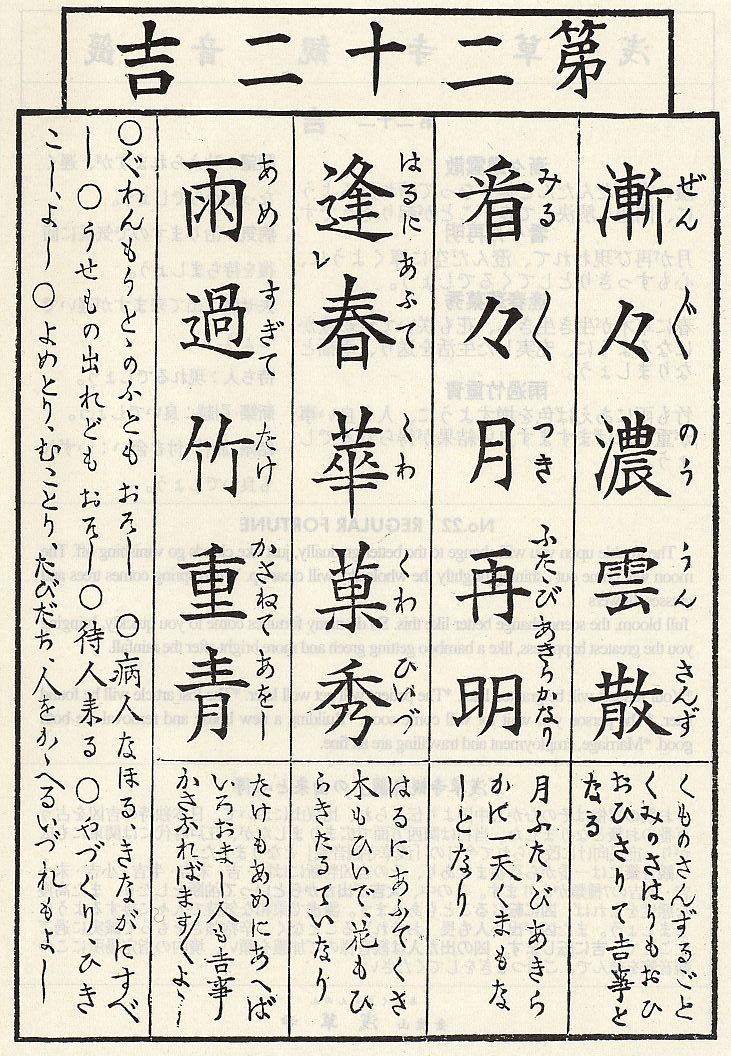 第二十二吉
漸々濃雲散
ぜん〴〵のううんさんず
くものさんずるごと
くみのさはりもおひ
おひさりて吉事と
なる
看々月再明
みる〳〵つきふたゝびあきらかなり
月ふたゝびあきら
かに天くまもな
しとなり
逢レ春華菓秀
はるにあふてくわくわひいで
はるにあふてくさ
木もひいで、花もひ
らきたるていなり
雨過竹重青
あめすぎてたけかさねてあをし
たけもあめにあへば
いろおまし人も吉事
かさなればます〳〵よし
○ぐわんもうとゝのふともおそし ○病人なほるきながにすべ
し ○うせもの出れどもおそし ○待人来る ○やづくりひき
こし、よし ○よめとり、むことり、たびだち、人をかゝへるいづれもよし